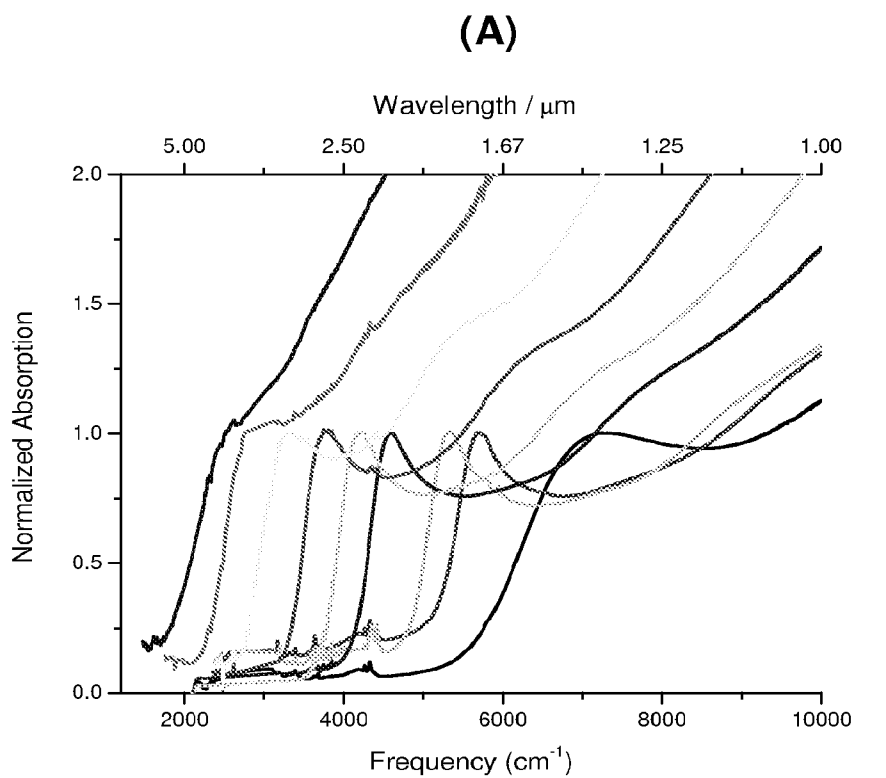 (A)
Wavelength / μm
5.00 2.50 1.67 1.25 1.00
2.0
1.5
1.0
0.5
0.0
Normalized Absorption
2000 4000 6000 8000 10000
Frequency (cm⁻¹)